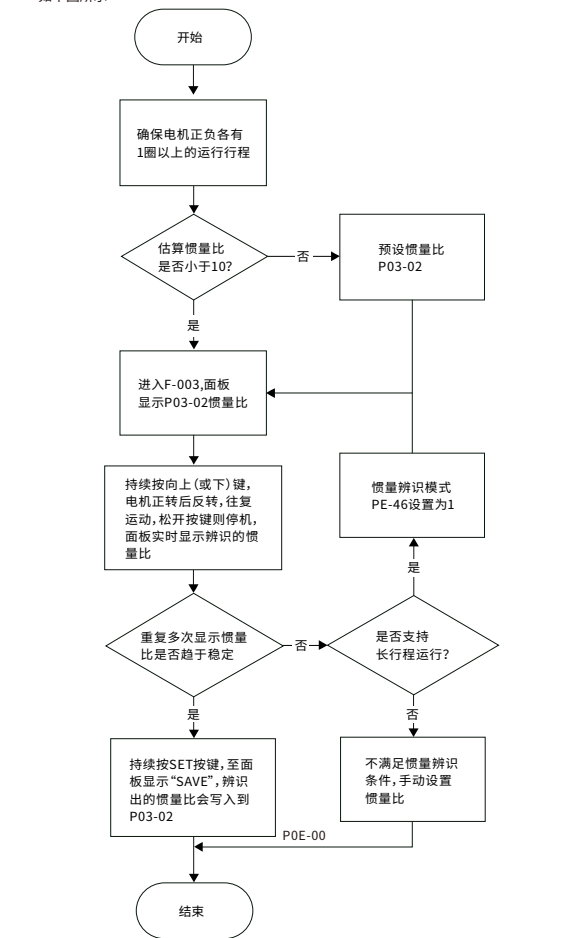 开始
确保电机正负各有
1圈以上的运行行程
估算惯量比
是否小于10?
否
预设惯量比
P03-02
是
进入F-003,面板
显示P03-02惯量比
持续按向上(或下)键,
电机正转后反转,往复
运动,松开按键则停机,
面板实时显示辨识的惯
量比
惯量辨识模式
PE-46设置为1
是
重复多次显示惯量
比是否趋于稳定
否
是否支持
长行程运行?
是
否
持续按SET按键,至面
板显示“SAVE”,辨识
出的惯量比会写入到
P03-02
不满足惯量辨识
条件,手动设置
惯量比
P0E-00
结束